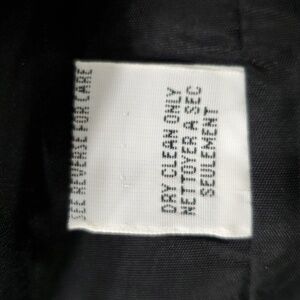 SEE REVERSE FOR CARE
DRY CLEAN ONLY
NETTOYER A SEC
SEULEMENT